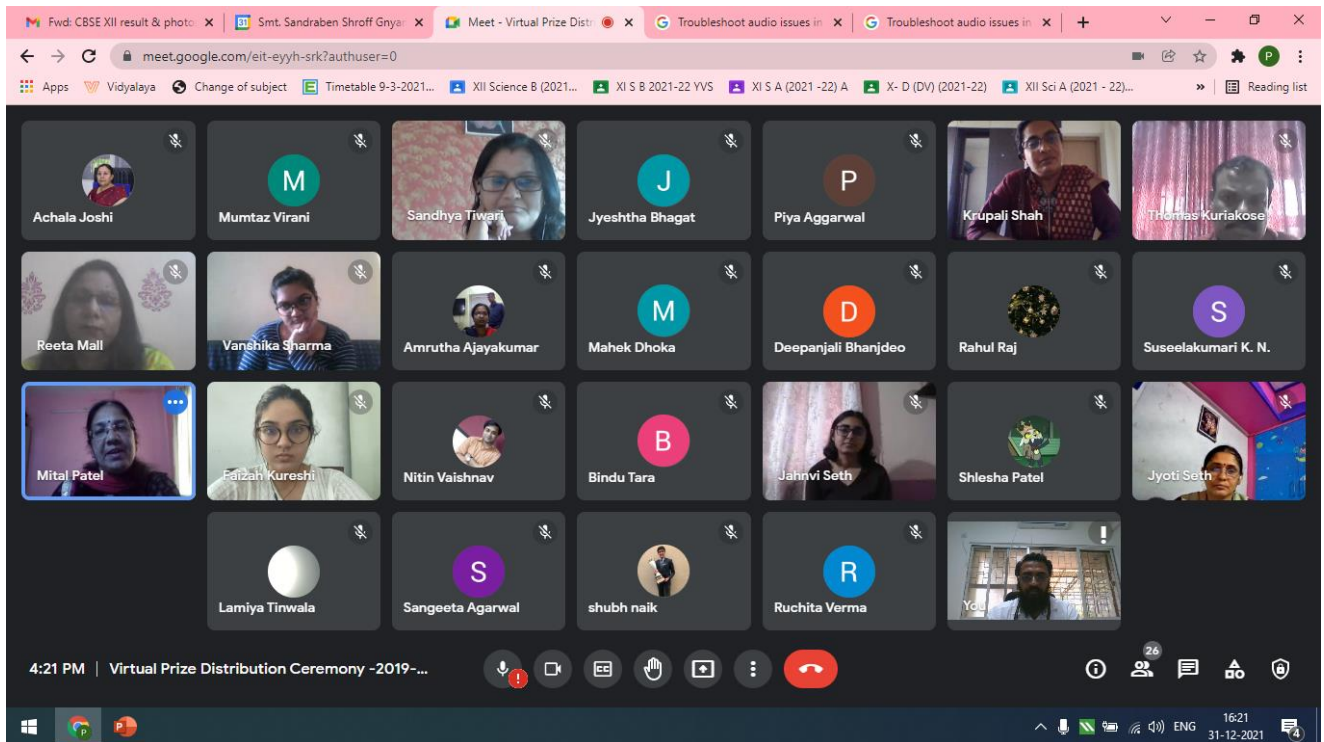 Fwd: CBSE XII result & photo
31 Smt. Sandraben Shroff Gnya
Meet - Virtual Prize Distr
Troubleshoot audio issues in
Troubleshoot audio issues in
meet.google.com/eit-eyyh-srk?authuser=0
P
Apps Vidyalaya Change of subject Timetable 9-3-2021... XII Science B (2021... XI S B 2021-22 YVS XI S A (2021 -22) A X- D (DV) (2021-22) XII Sci A (2021 - 22)... » Reading list
M J P
Achala Joshi Mumtaz Virani Sandhya Tiwari Jyeshtha Bhagat Piya Aggarwal Krupali Shah Thomas Kuriakose
M D S
Reeta Mall Vanshika Sharma Amrutha Ajayakumar Mahek Dhoka Deepanjali Bhanjdeo Rahul Raj Suseelakumari K. N.
B
Mital Patel Faizah Kureshi Nitin Vaishnav Bindu Tara Jahnvi Seth Shlesha Patel Jyoti Seth
S R
Lamiya Tinwala Sangeeta Agarwal shubh naik Ruchita Verma You
4:21 PM | Virtual Prize Distribution Ceremony -2019-...
CC
26
ENG
16:21
31-12-2021
4